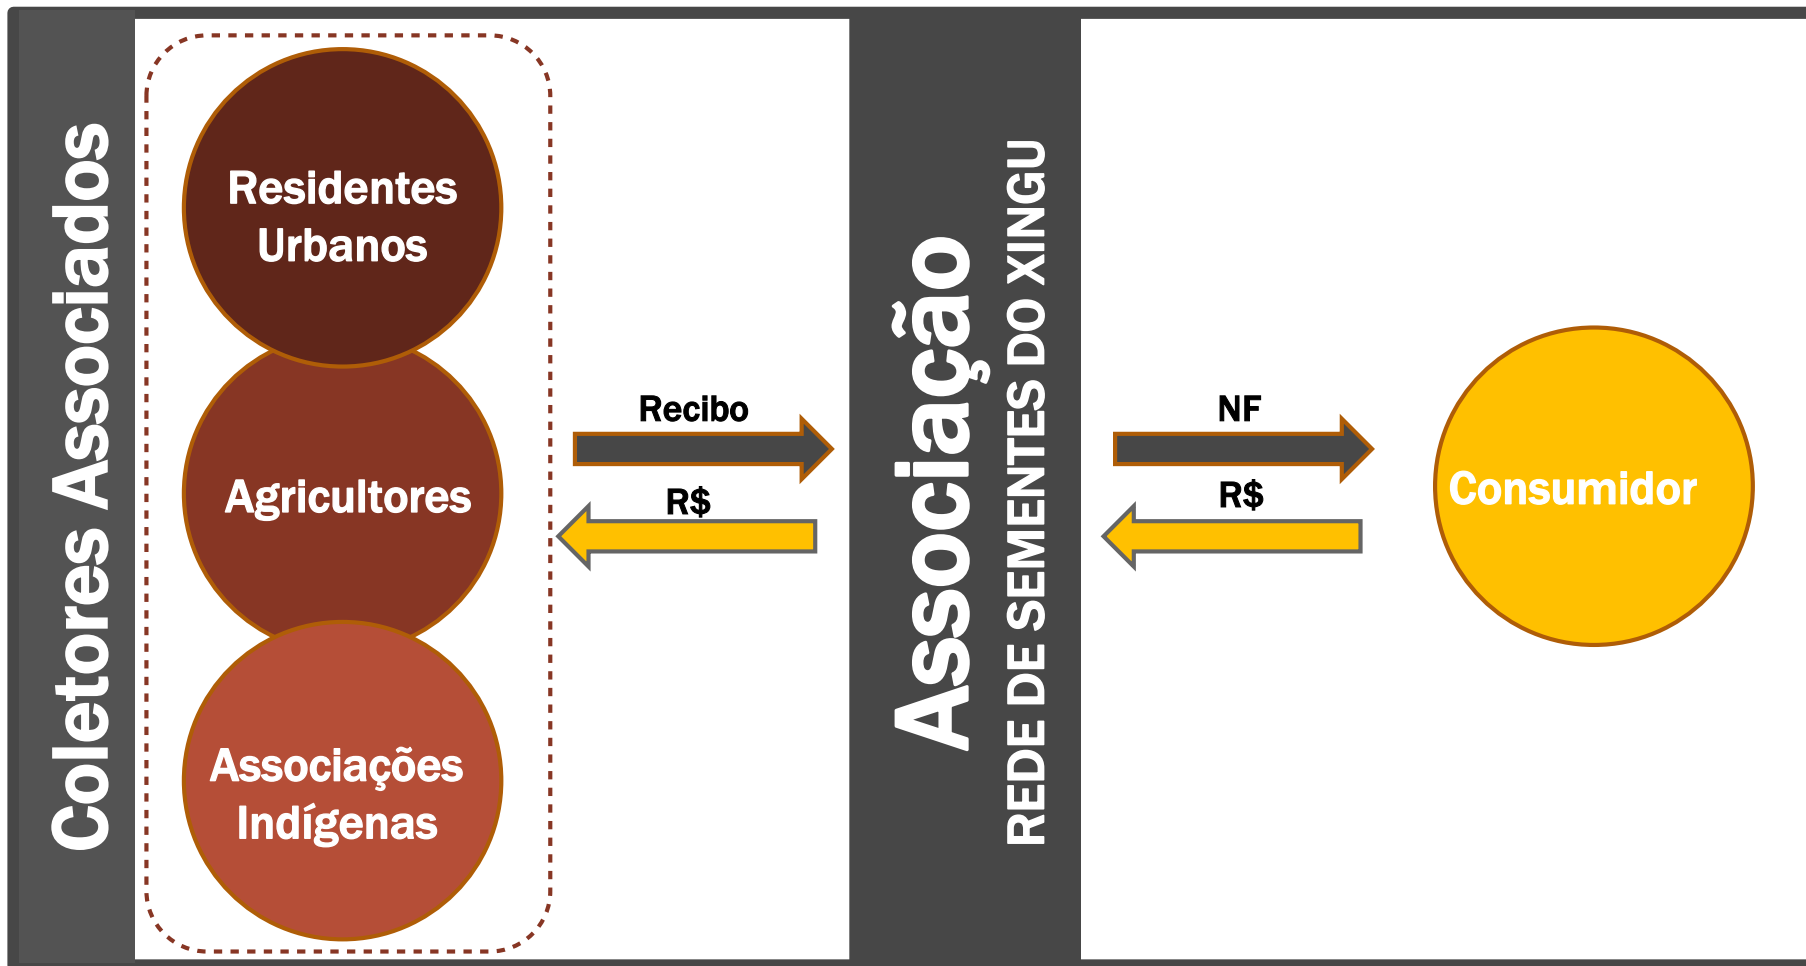 Coletores Associados
Residentes
Urbanos
Agricultores
Associações
Indígenas
Recibo
R$
Associação
REDE DE SEMENTES DO XINGU
NF
R$
Consumidor